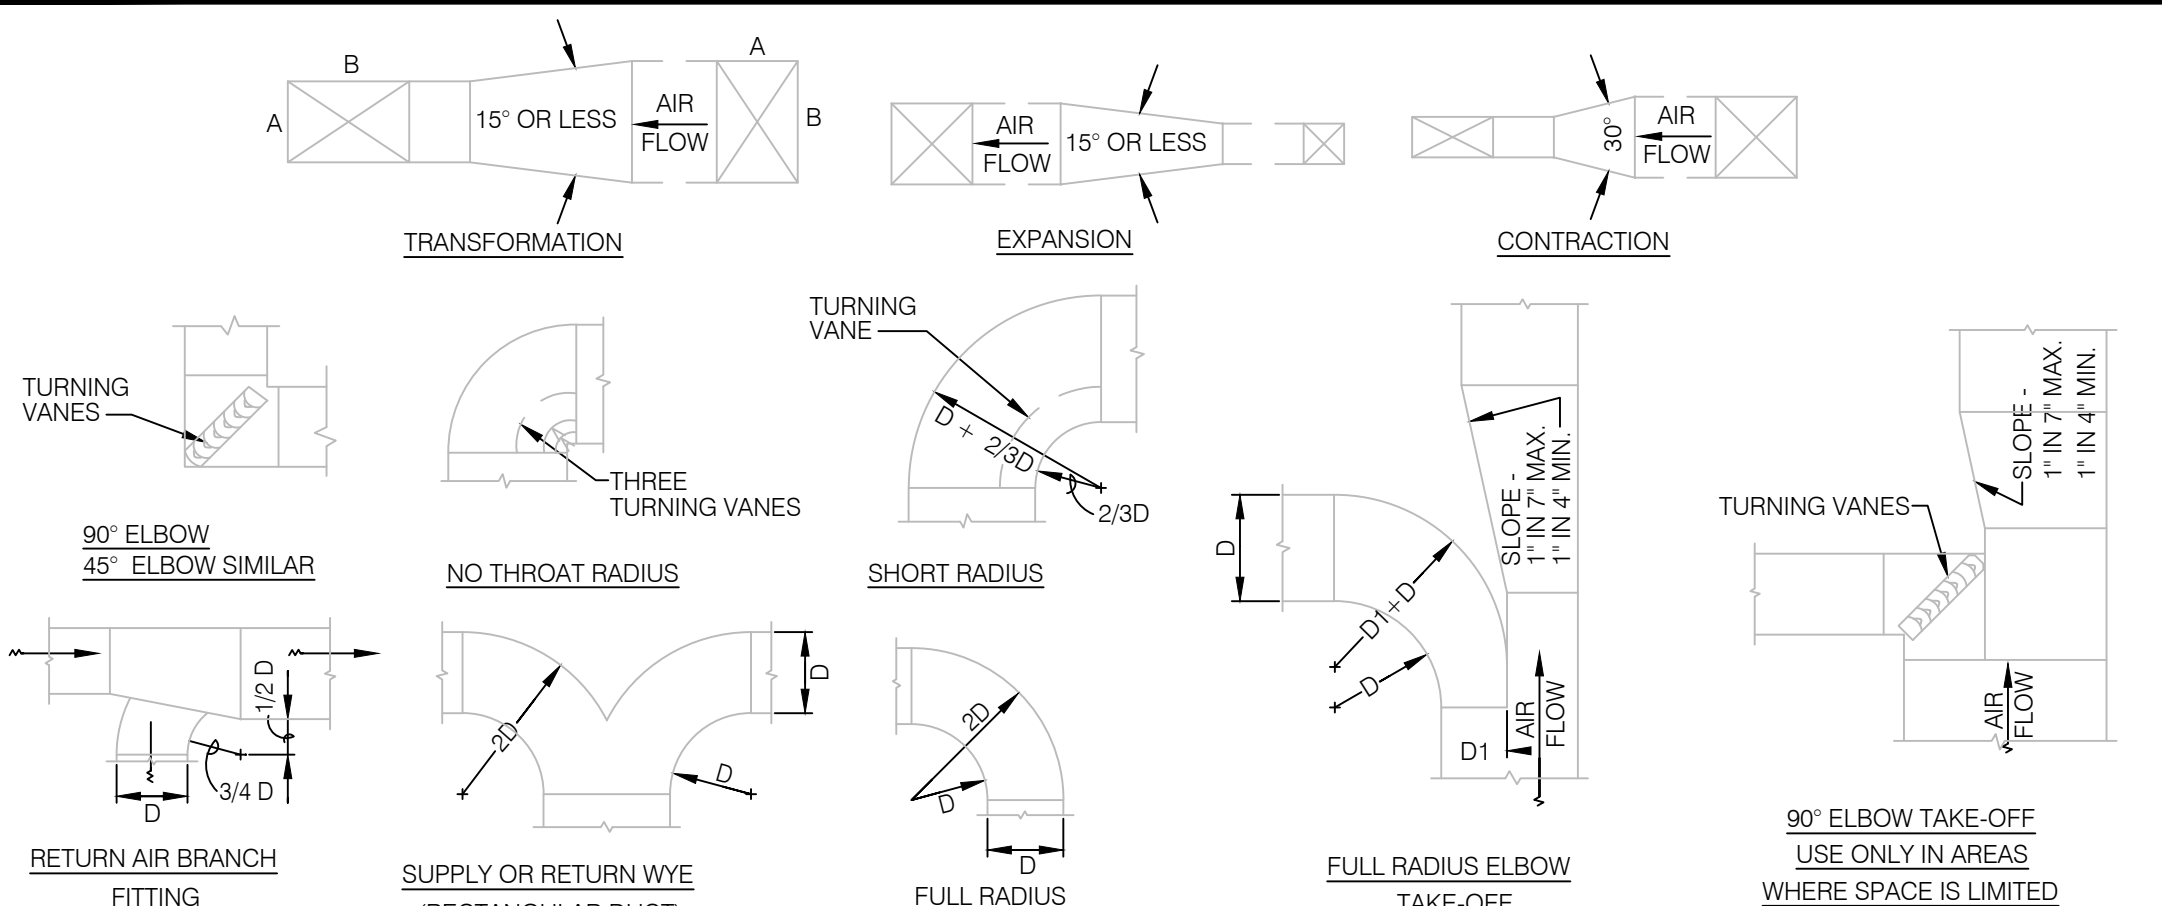 A
B
15° OR LESS
AIR
FLOW
A
B
TRANSFORMATION
AIR
FLOW
15° OR LESS
EXPANSION
30°
AIR
FLOW
CONTRACTION
TURNING
VANES
90° ELBOW
45° ELBOW SIMILAR
THREE
TURNING VANES
NO THROAT RADIUS
TURNING
VANE
D + 2/3D
2/3D
SHORT RADIUS
D
D1+D
D
SLOPE -
1" IN 7" MAX.
1" IN 4" MIN.
D1
AIR
FLOW
FULL RADIUS ELBOW
TAKE-OFF
TURNING VANES
SLOPE -
1" IN 7" MAX.
1" IN 4" MIN.
AIR
FLOW
90° ELBOW TAKE-OFF
USE ONLY IN AREAS
WHERE SPACE IS LIMITED
1/2 D
3/4 D
D
RETURN AIR BRANCH
FITTING
2D
D
D
SUPPLY OR RETURN WYE
(RECTANGULAR DUCT)
2D
D
D
FULL RADIUS